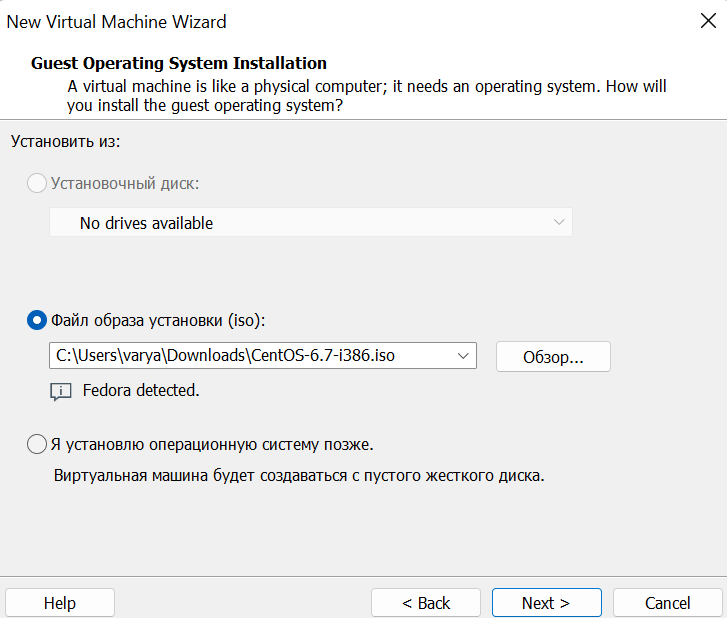 New Virtual Machine Wizard
Guest Operating System Installation
A virtual machine is like a physical computer; it needs an operating system. How will
you install the guest operating system?
Установить из:
Установочный диск:
No drives available
Файл образа установки (iso):
C:\Users\varya\Downloads\CentOS-6.7-i386.iso
Обзор...
Fedora detected.
Я установлю операционную систему позже.
Виртуальная машина будет создаваться с пустого жесткого диска.
Help
< Back
Next >
Cancel